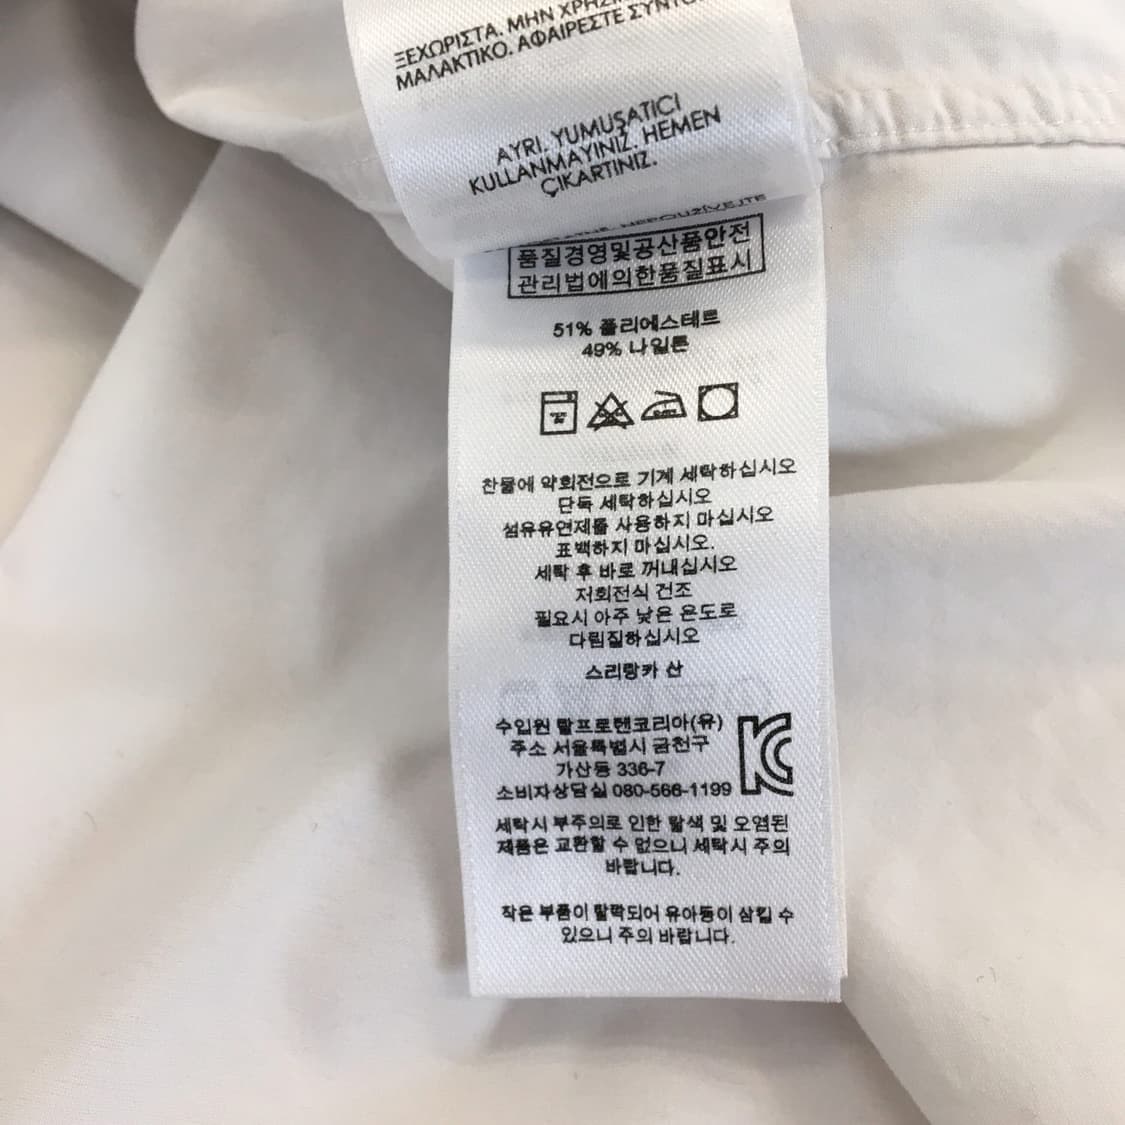 ΞΕΧΩΡΙΣΤΑ. ΜΗΝ
ΜΑΛΑΚΤΙΚΟ. ΑΦΑΙΡΕΣΤΕ
AYRI. YUMUŞATICI
KULLANMAYINIZ. HEMEN
ÇIKARTINIZ.
NEPOUŽÍVEJTE
품질경영및공산품안전
관리법에의한품질표시
51% 폴리에스테르
49% 나일론
찬물에 약회전으로 기계 세탁하십시오
단독 세탁하십시오
섬유유연제를 사용하지 마십시오
표백하지 마십시오.
세탁 후 바로 꺼내십시오
저회전식 건조
필요시 아주 낮은 온도로
다림질하십시오
스리랑카 산
수입원 랄프로렌코리아(유)
주소 서울특별시 금천구
가산동 336-7
소비자상담실 080-566-1199
세탁시 부주의로 인한 탈색 및 오염된
제품은 교환할 수 없으니 세탁시 주의
바랍니다.
작은 부품이 탈락되어 유아등이 삼킬 수
있으니 주의 바랍니다.